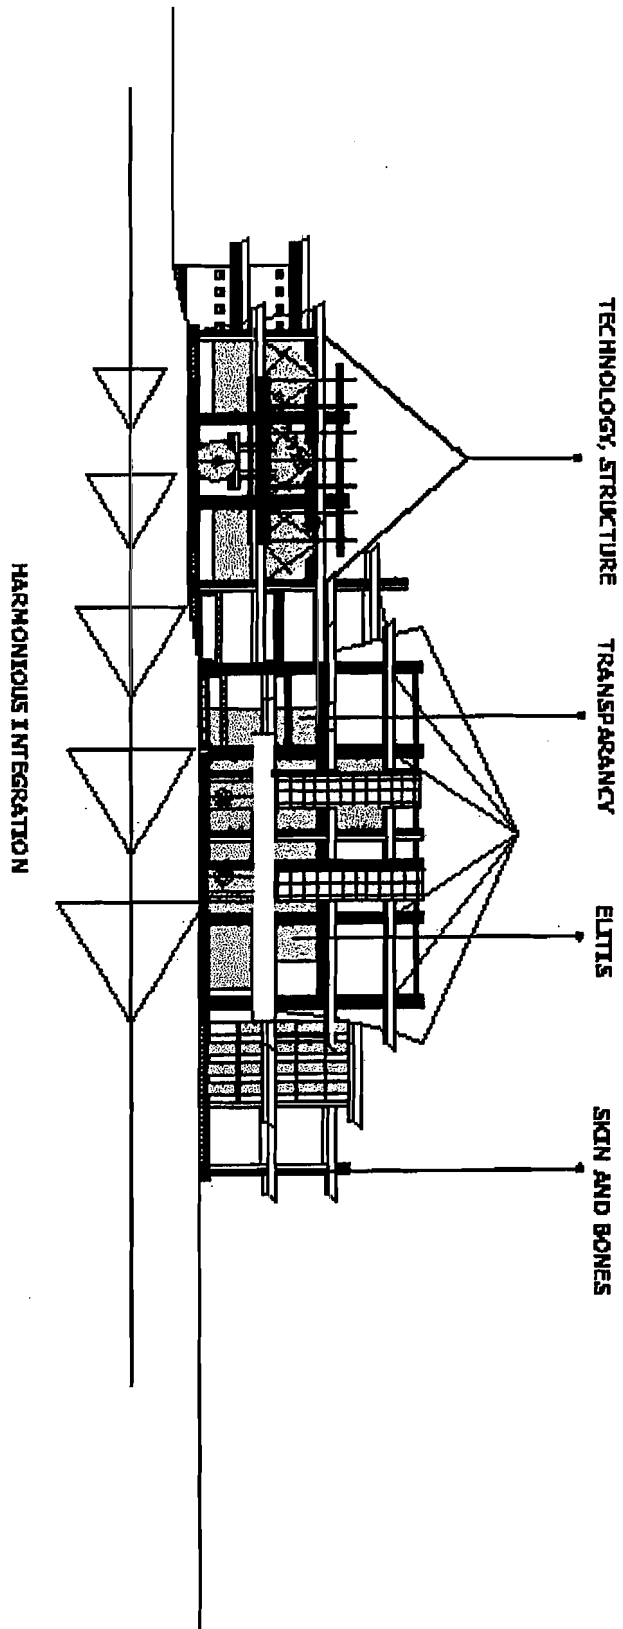 TECHNOLOGY, STRUCTURE
TRANSPARANCY
ELITIS
SKIN AND BONES
HARMONIOUS INTEGRATION